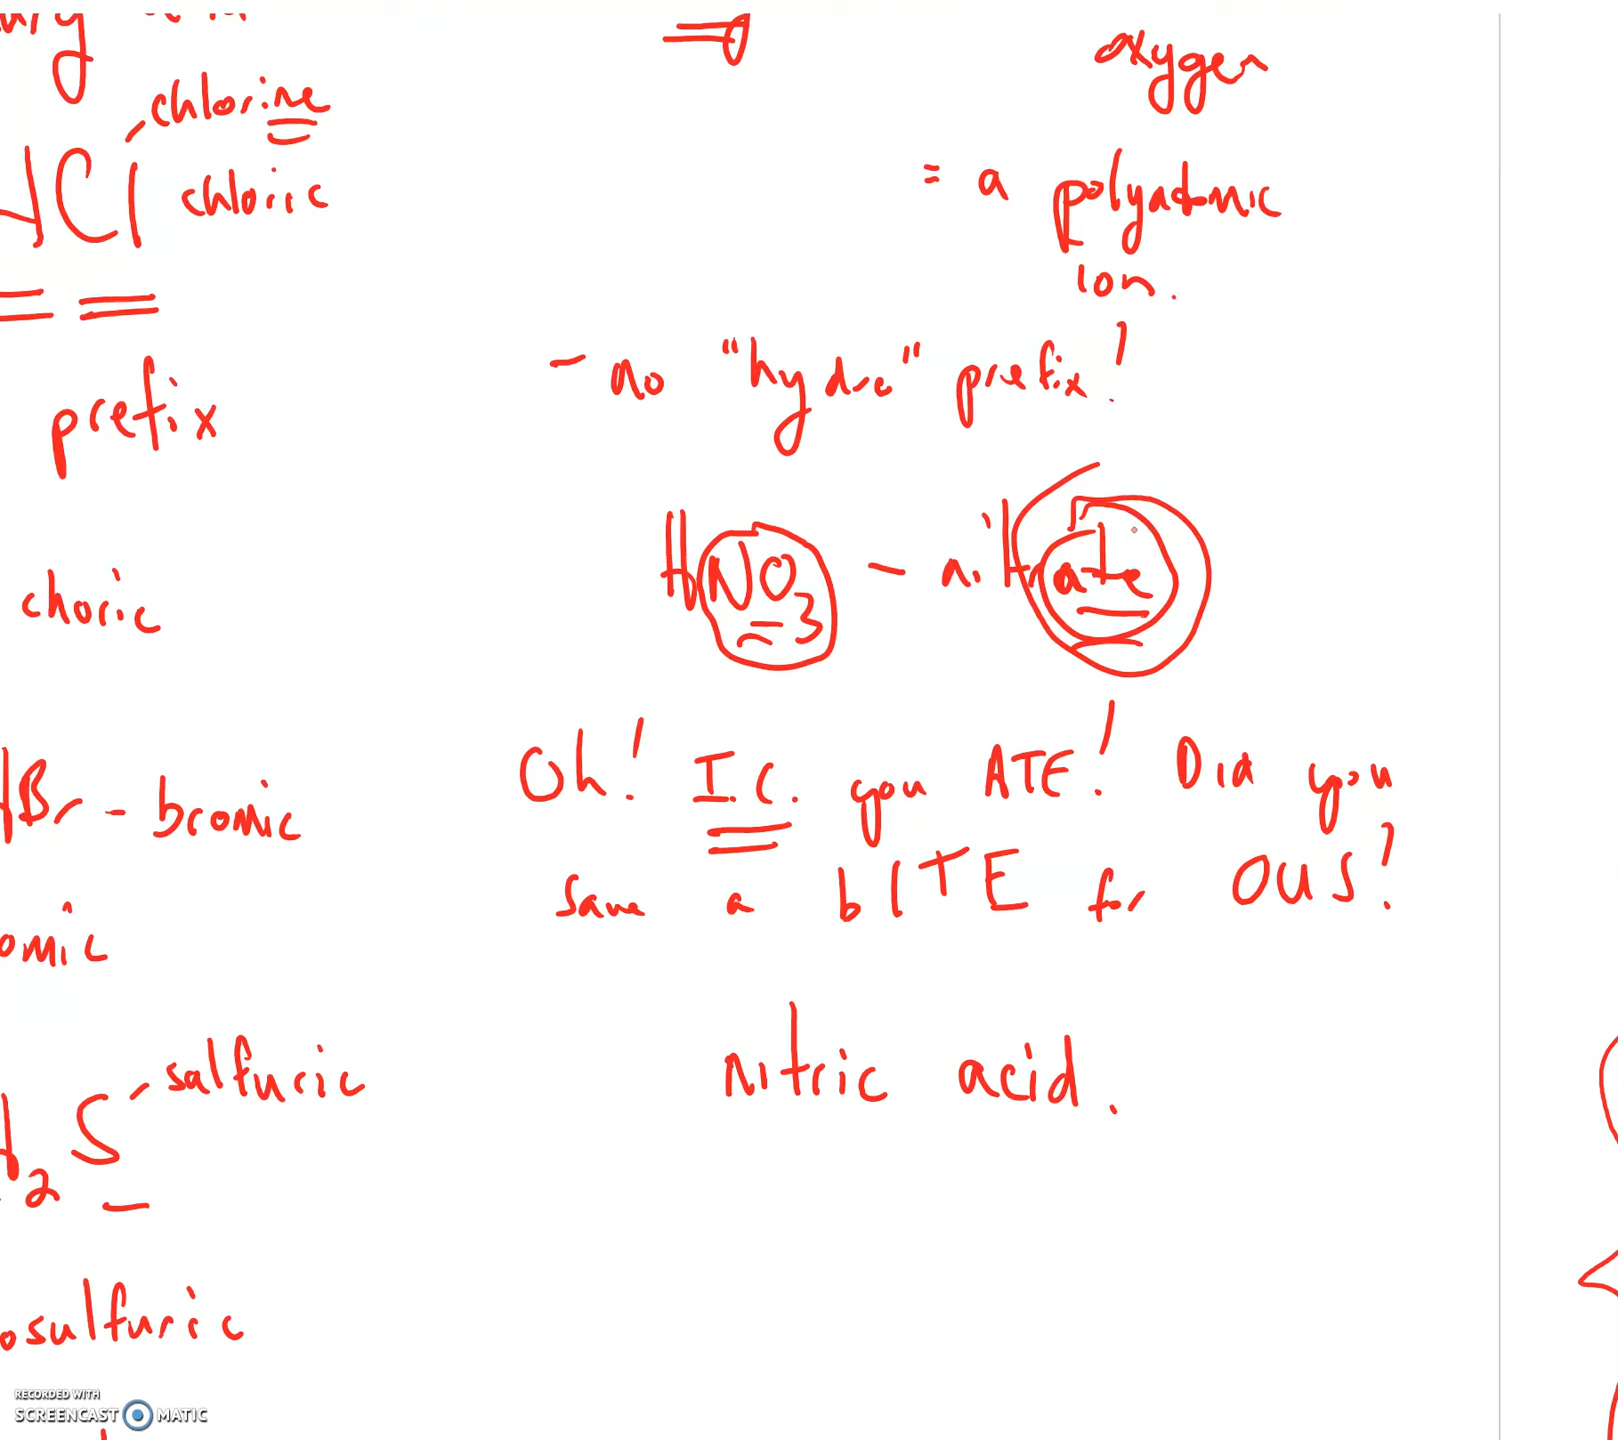 chlorine
HCl chloric
prefix
choric
HBr - bromic
omic
salfuric
H2S
osulfuric
oxygen
= a polyatomic
ion.
- no "hydro" prefix!
HNO3 - nitrate
Oh! I.C. you ATE! Did you
save a bITE for OUS?
nitric acid.
RECORDED WITH
SCREENCAST MATIC